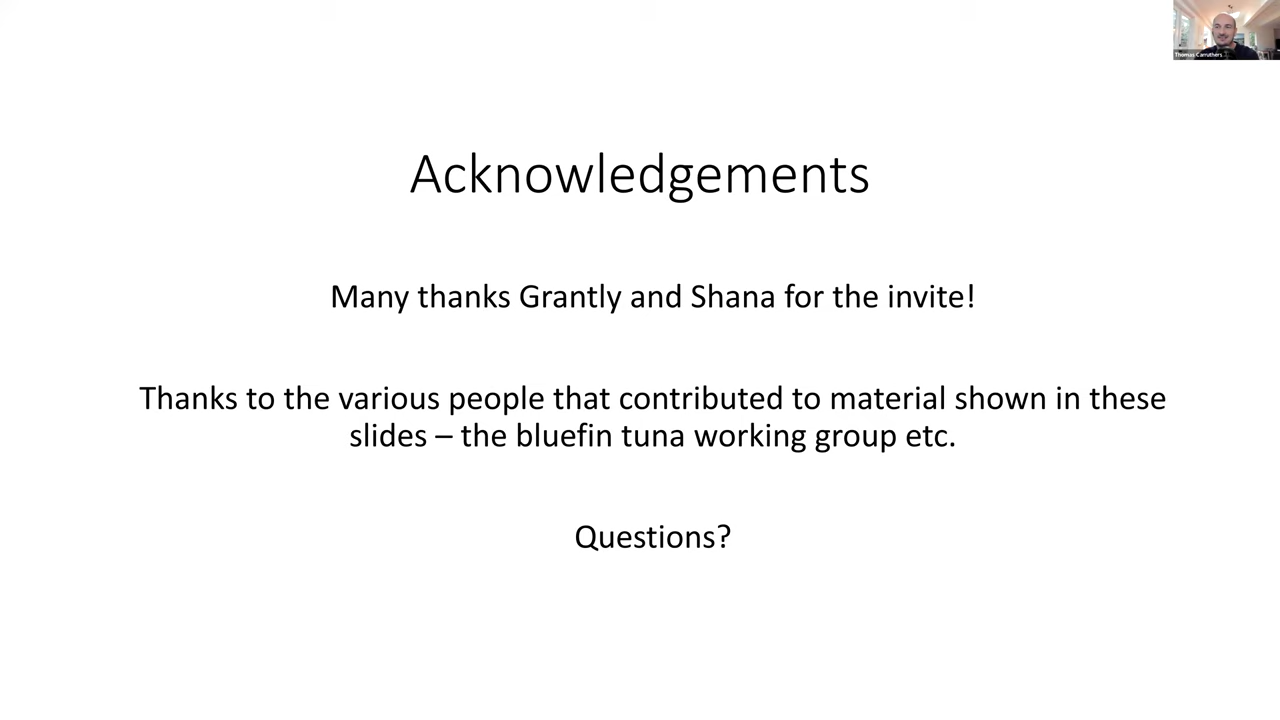 Thomas Carruthers
Acknowledgements
Many thanks Grantly and Shana for the invite!
Thanks to the various people that contributed to material shown in these
slides – the bluefin tuna working group etc.
Questions?